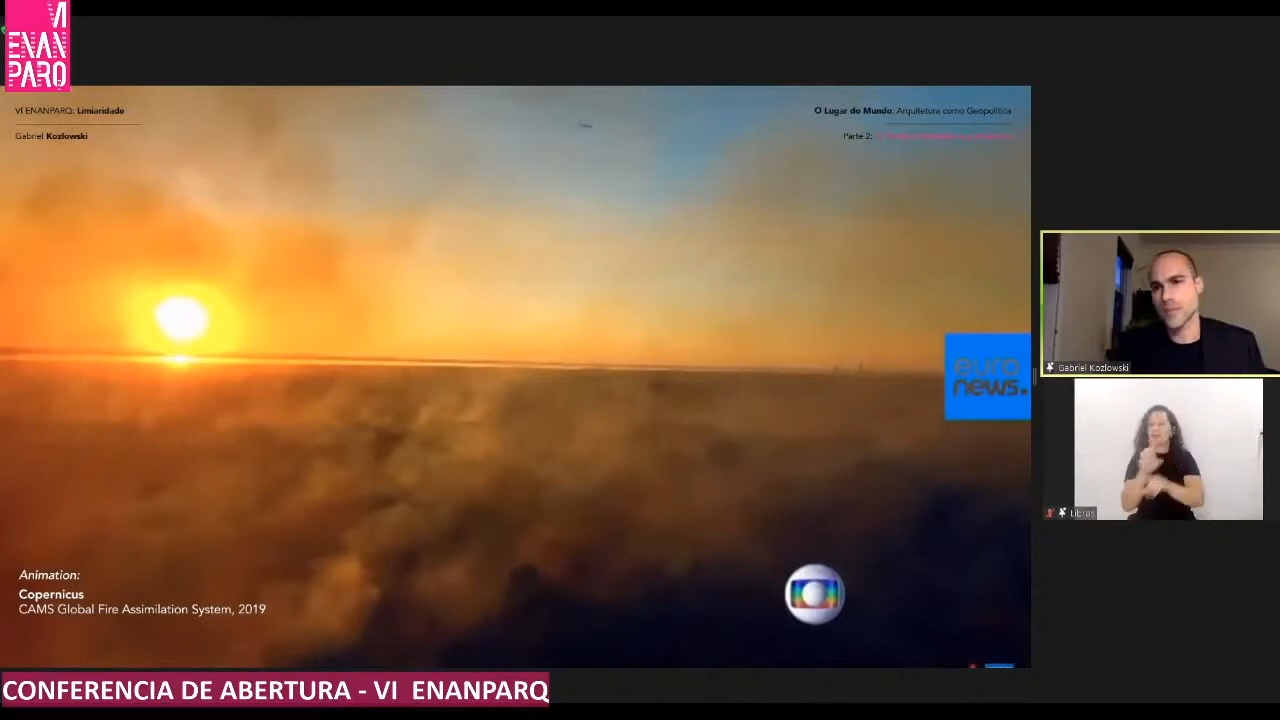 VI
ENAN
PARQ
VI ENANPARQ: Limiaridade
Gabriel Kozlowski
O Lugar do Mundo: Arquitetura como Geopolítica
Parte 2:
euro
news.
Gabriel Kozlowski
Libras
Animation:
Copernicus
CAMS Global Fire Assimilation System, 2019
CONFERENCIA DE ABERTURA - VI ENANPARQ